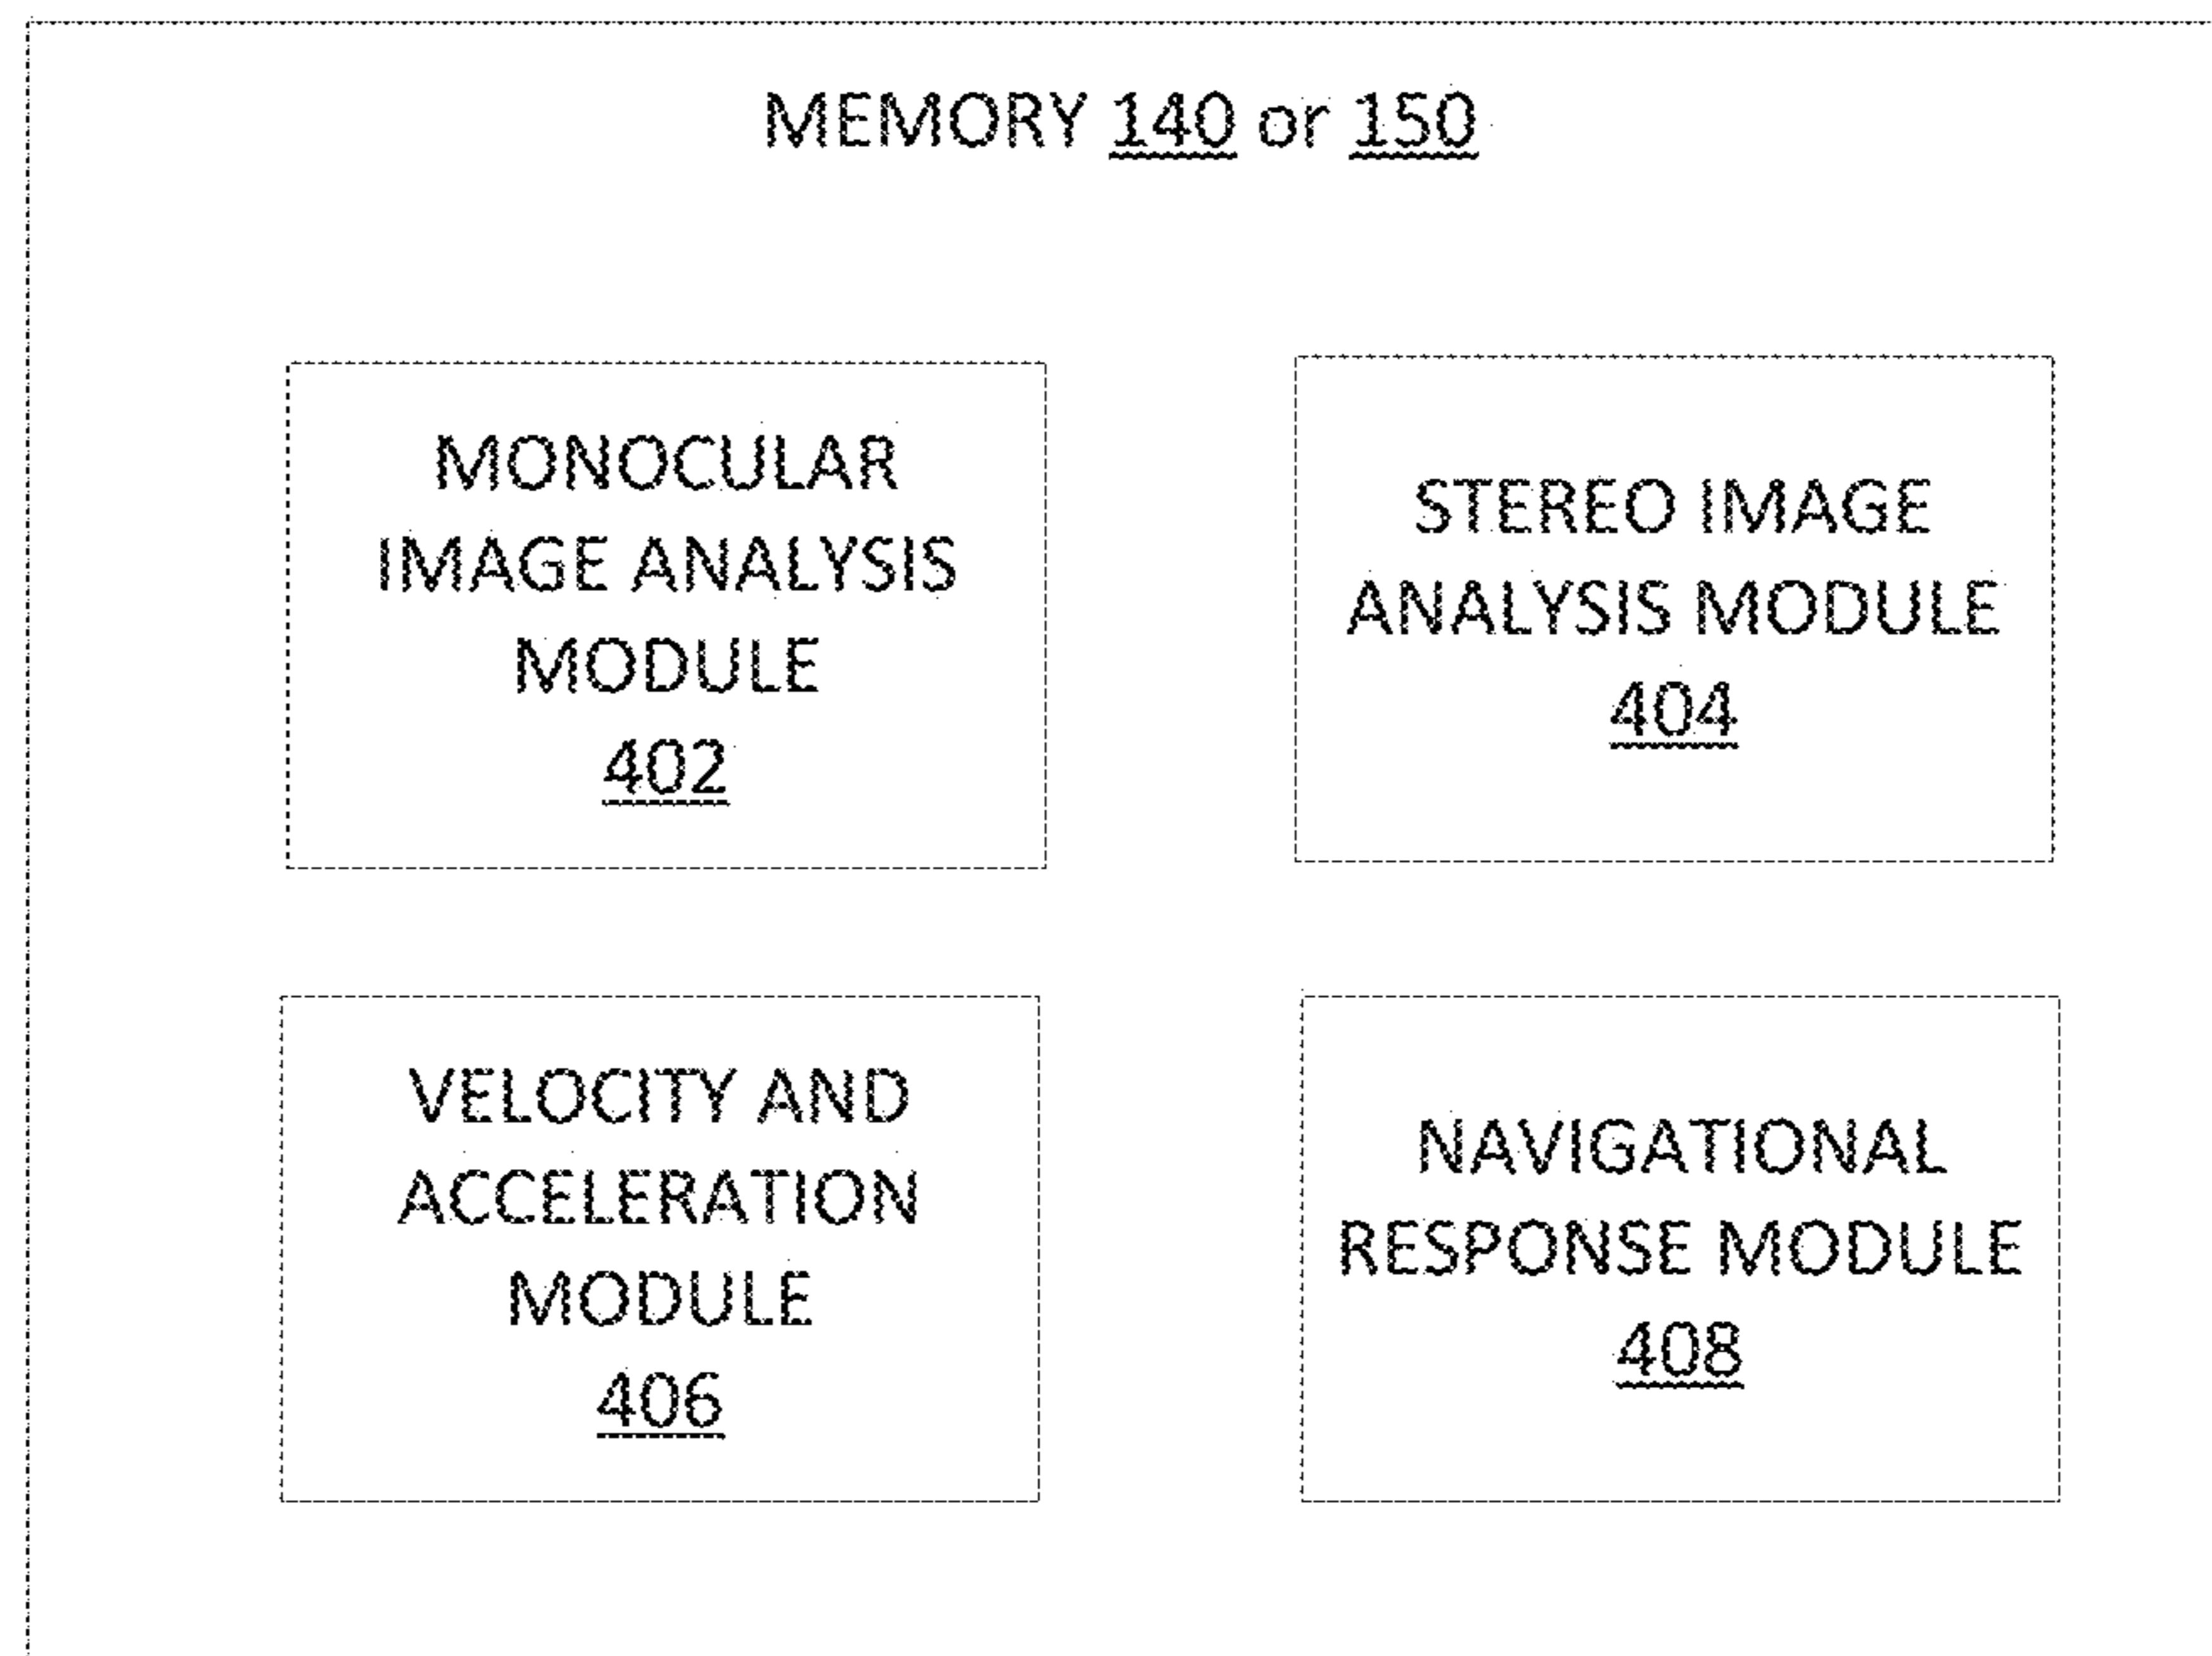 MEMORY 140 or 150
MONOCULAR
IMAGE ANALYSIS
MODULE
402
STEREO IMAGE
ANALYSIS MODULE
404
VELOCITY AND
ACCELERATION
MODULE
406
NAVIGATIONAL
RESPONSE MODULE
408